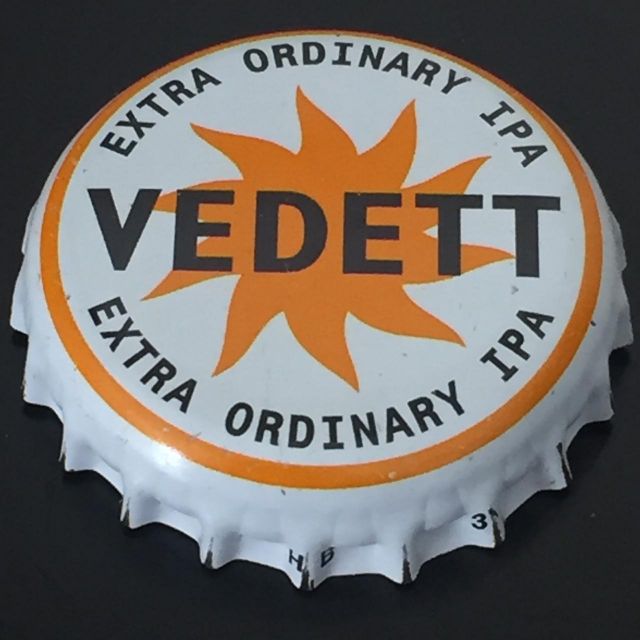 EXTRA ORDINARY IPA
VEDETT
EXTRA ORDINARY IPA
H B